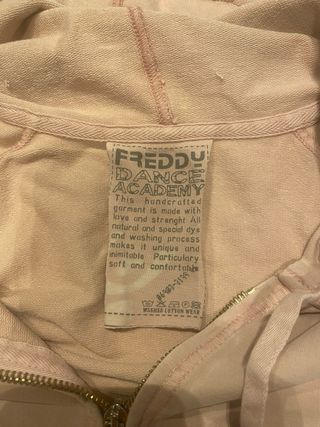 FREDDY
DANCE
ACADEMY
This handcrafted
garment is made with
love and strenght All
natural and special dye
and washing process
makes it unique and
inimitable Particulary
soft and confortable
WASHED COTTON WEAR